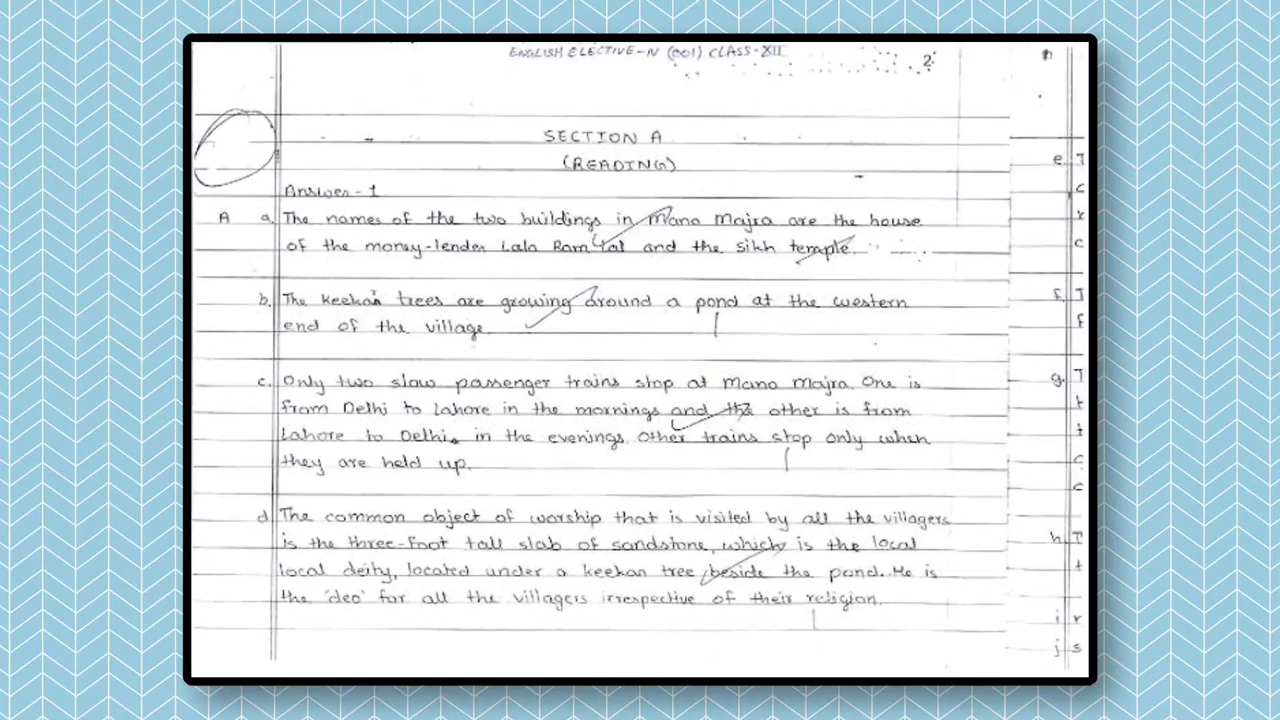 ENGLISH ELECTIVE-N (001) CLASS-XII
2
SECTION A
(READING)
Answer-1
A a. The names of the two buildings in Mano Majra are the house
of the money-lender Lala Ram Lal and the sikh temple.
b. The Keekar trees are growing around a pond at the western
end of the village.
c. Only two slow passenger trains stop at Mano Majra. One is
from Delhi to Lahore in the mornings and the other is from
Lahore to Delhi. in the evenings. Other trains stop only when
they are held up.
d The common object of worship that is visited by all the villagers
is the three-foot tall slab of sandstone, which is the local
local deity, located under a keekar tree, beside the pond. He is
the 'deo' for all the villagers irrespective of their religion.
e. T
c
r
c
f. I
f
g. T
t
i
c
c
h. T
t
i r
j. s